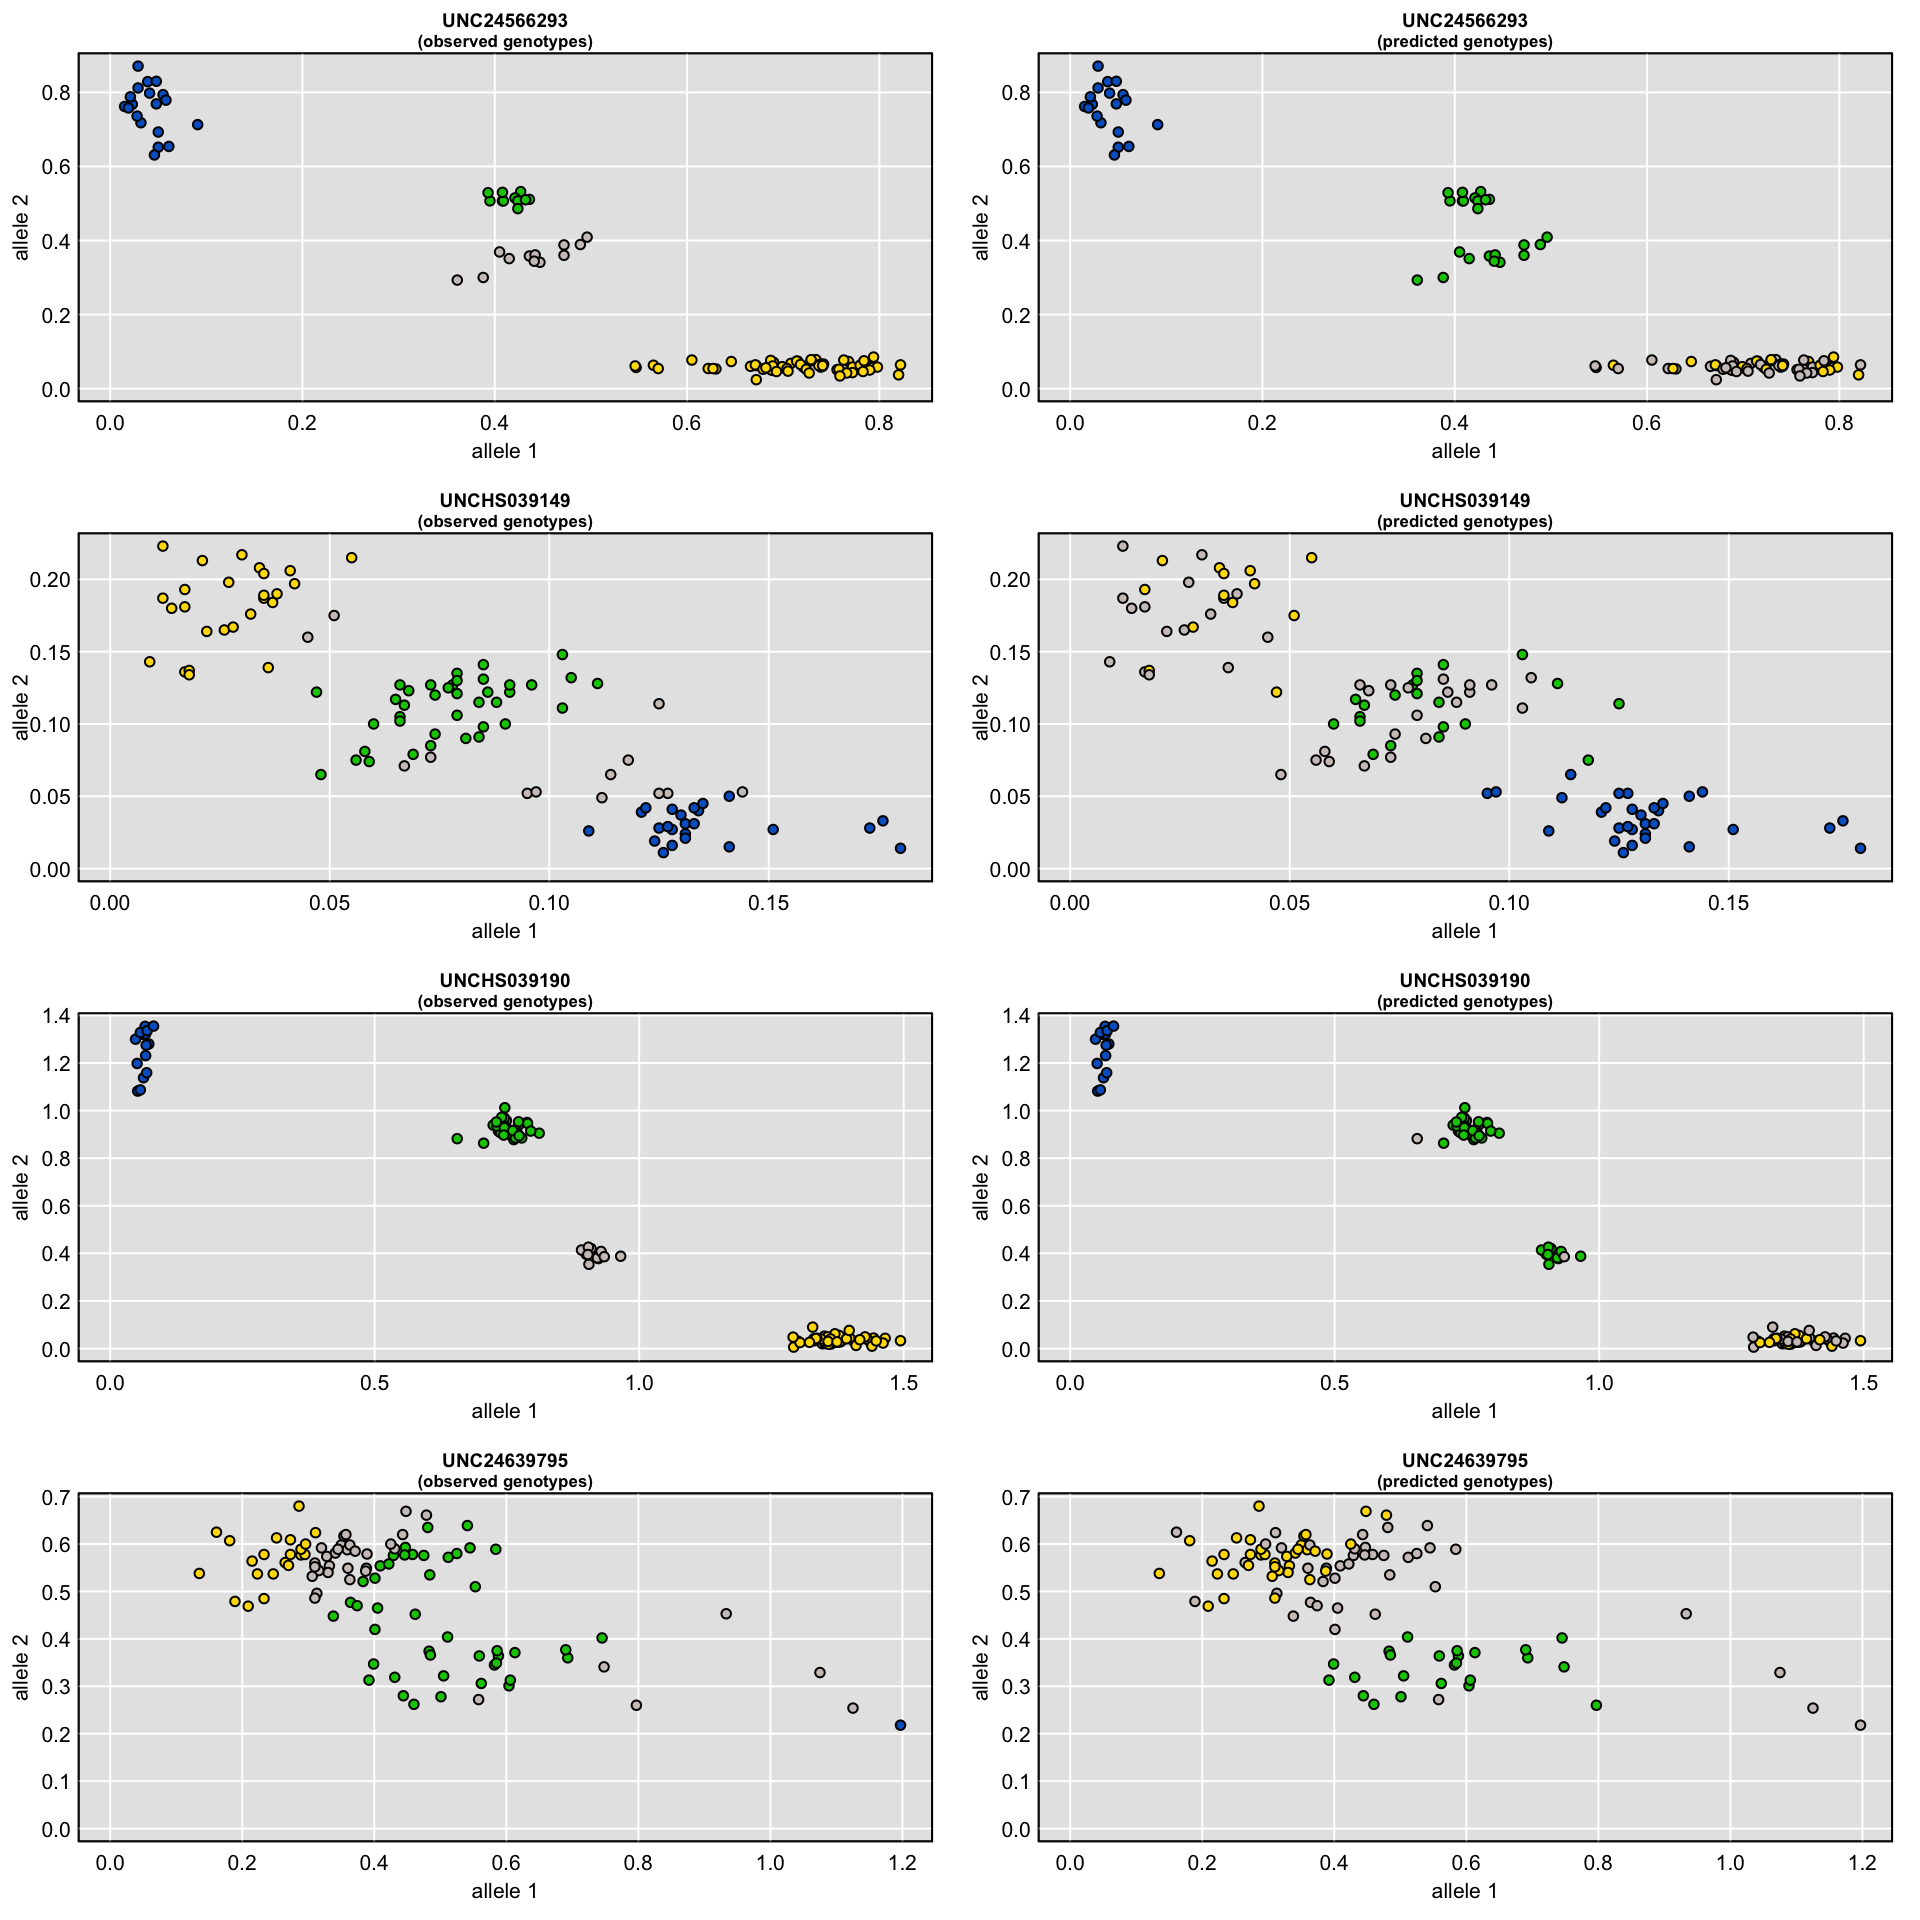 UNC24566293
(observed genotypes)
allele 2
0.8
0.6
0.4
0.2
0.0
0.0 0.2 0.4 0.6 0.8
allele 1
UNC24566293
(predicted genotypes)
allele 2
0.8
0.6
0.4
0.2
0.0
0.0 0.2 0.4 0.6 0.8
allele 1
UNCHS039149
(observed genotypes)
allele 2
0.20
0.15
0.10
0.05
0.00
0.00 0.05 0.10 0.15
allele 1
UNCHS039149
(predicted genotypes)
allele 2
0.20
0.15
0.10
0.05
0.00
0.00 0.05 0.10 0.15
allele 1
UNCHS039190
(observed genotypes)
allele 2
1.4
1.2
1.0
0.8
0.6
0.4
0.2
0.0
0.0 0.5 1.0 1.5
allele 1
UNCHS039190
(predicted genotypes)
allele 2
1.4
1.2
1.0
0.8
0.6
0.4
0.2
0.0
0.0 0.5 1.0 1.5
allele 1
UNC24639795
(observed genotypes)
allele 2
0.7
0.6
0.5
0.4
0.3
0.2
0.1
0.0
0.0 0.2 0.4 0.6 0.8 1.0 1.2
allele 1
UNC24639795
(predicted genotypes)
allele 2
0.7
0.6
0.5
0.4
0.3
0.2
0.1
0.0
0.0 0.2 0.4 0.6 0.8 1.0 1.2
allele 1